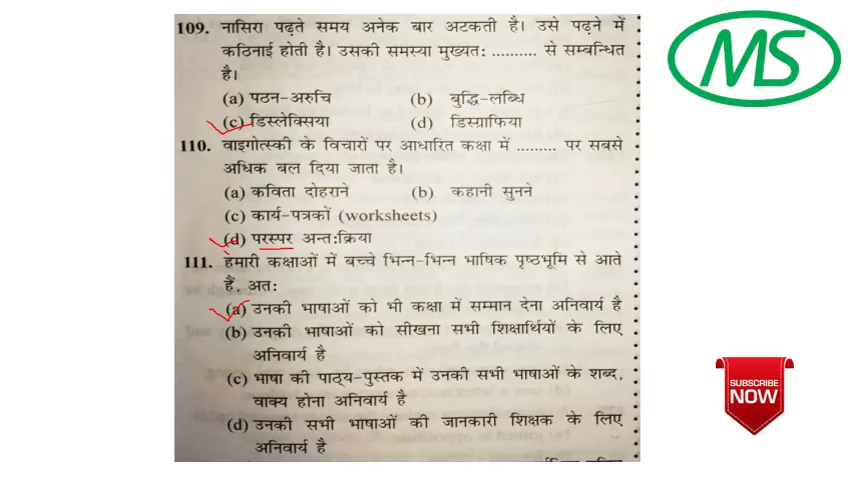 109. नासिरा पढ़ते समय अनेक बार अटकती है। उसे पढ़ने में
कठिनाई होती है। उसकी समस्या मुख्यत: .......... से सम्बन्धित
है।
(a) पठन-अरुचि (b) बुद्धि-लब्धि
(c) डिस्लेक्सिया (d) डिस्ग्राफिया
110. वाइगोत्स्की के विचारों पर आधारित कक्षा में ......... पर सबसे
अधिक बल दिया जाता है।
(a) कविता दोहराने (b) कहानी सुनने
(c) कार्य-पत्रकों (worksheets)
(d) परस्पर अन्त:क्रिया
111. हमारी कक्षाओं में बच्चे भिन्न-भिन्न भाषिक पृष्ठभूमि से आते
हैं, अत:
(a) उनकी भाषाओं को भी कक्षा में सम्मान देना अनिवार्य है
(b) उनकी भाषाओं को सीखना सभी शिक्षार्थियों के लिए
अनिवार्य है
(c) भाषा की पाठ्य-पुस्तक में उनकी सभी भाषाओं के शब्द,
वाक्य होना अनिवार्य है
(d) उनकी सभी भाषाओं की जानकारी शिक्षक के लिए
अनिवार्य है
MS
SUBSCRIBE
NOW